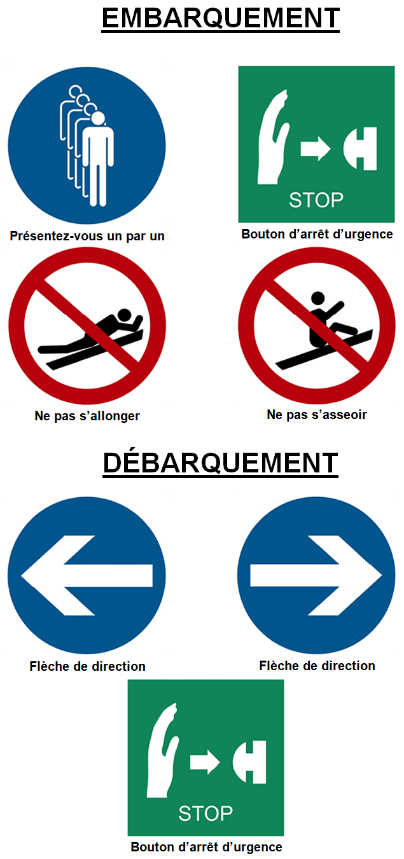 EMBARQUEMENT
STOP
Présentez-vous un par un
Bouton d'arrêt d'urgence
Ne pas s'allonger
Ne pas s'asseoir
DÉBARQUEMENT
Flèche de direction
Flèche de direction
STOP
Bouton d'arrêt d'urgence